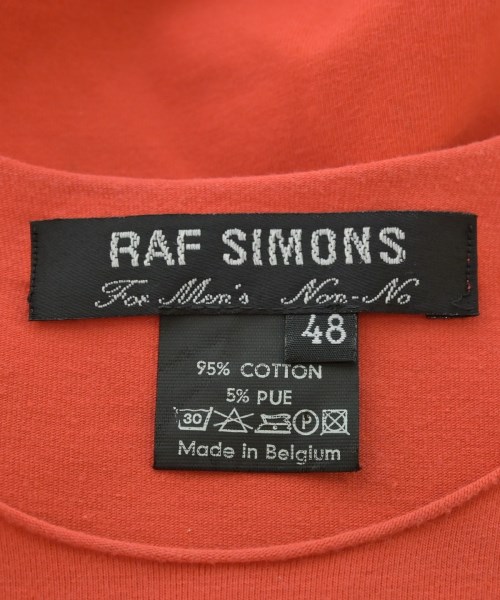 RAF SIMONS
For Men's Non-No
48
95% COTTON
5% PUE
30 P
Made in Belgium